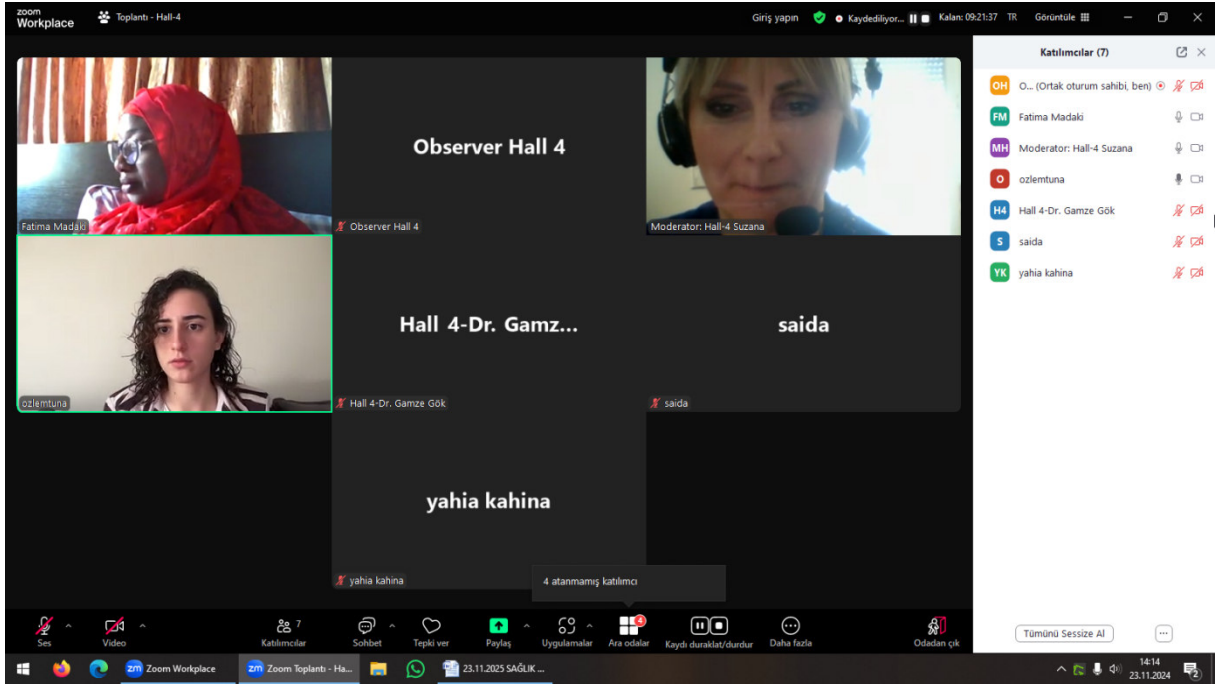 zoom
Workplace
Toplantı - Hall-4
Giriş yapın
Kaydediliyor...
Kalan: 09:21:37
TR
Görüntüle
Fatima Madaki
Observer Hall 4
Observer Hall 4
Moderator: Hall-4 Suzana
ozlemtuna
Hall 4-Dr. Gamz...
Hall 4-Dr. Gamze Gök
saida
saida
yahia kahina
yahia kahina
4 atanmamış katılımcı
Katılımcılar (7)
OH O... (Ortak oturum sahibi, ben)
FM Fatima Madaki
MH Moderator: Hall-4 Suzana
O ozlemtuna
H4 Hall 4-Dr. Gamze Gök
S saida
YK yahia kahina
Tümünü Sessize Al
Ses
Video
7
Katılımcılar
Sohbet
Tepki ver
Paylaş
Uygulamalar
4
Ara odalar
Kaydı duraklat/durdur
Daha fazla
Odadan çık
zm Zoom Workplace
zm Zoom Toplantı - Ha...
23.11.2025 SAĞLIK ...
14:14
23.11.2024
2